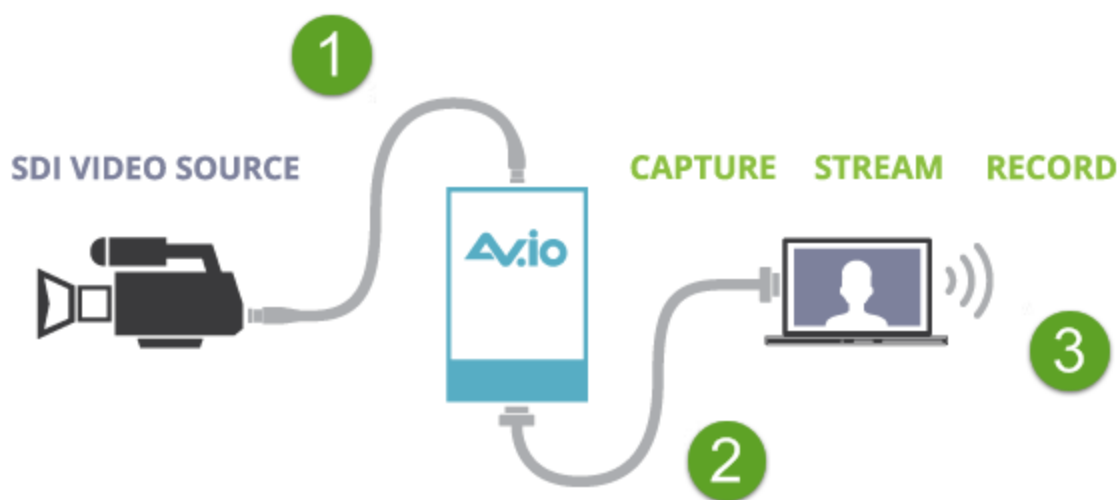 1
SDI VIDEO SOURCE
CAPTURE STREAM RECORD
AV.io
3
2